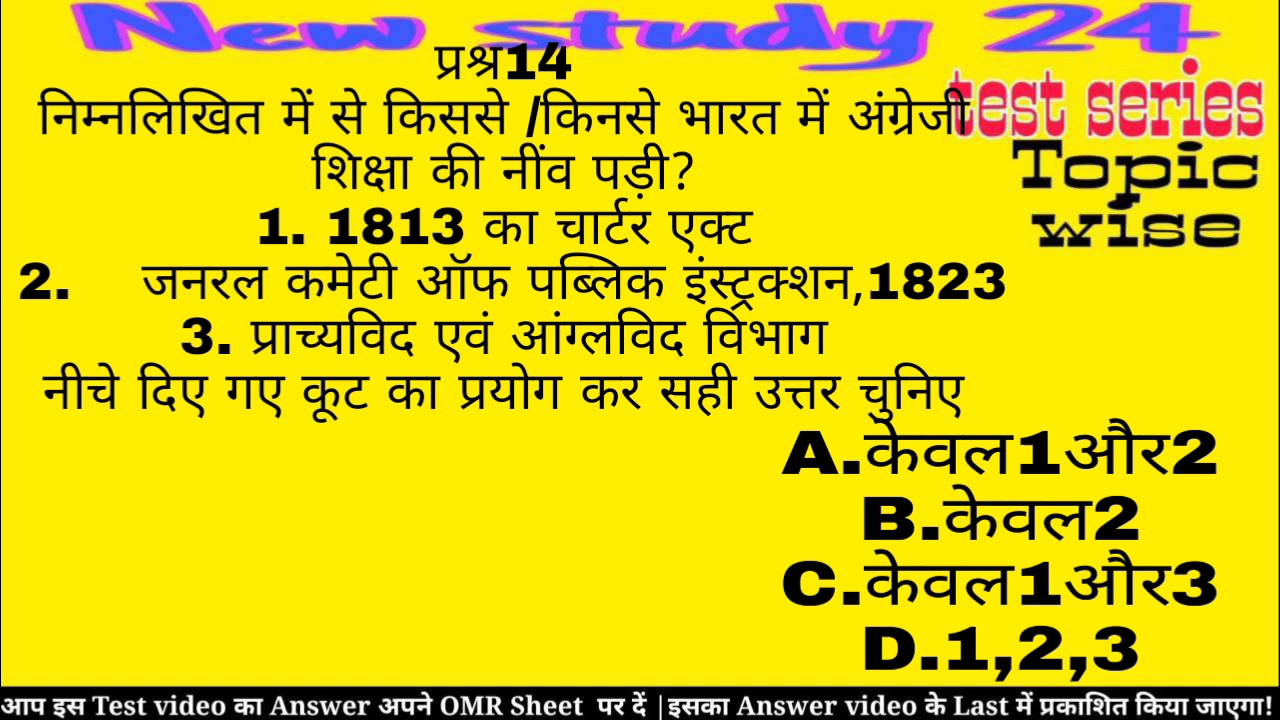 New study 24
प्रश्न14
निम्नलिखित में से किससे /किनसे भारत में अंग्रेजी
शिक्षा की नींव पड़ी?
1. 1813 का चार्टर एक्ट
2. जनरल कमेटी ऑफ पब्लिक इंस्ट्रक्शन,1823
3. प्राच्यविद एवं आंग्लविद विभाग
नीचे दिए गए कूट का प्रयोग कर सही उत्तर चुनिए
test series
Topic
wise
A.केवल1और2
B.केवल2
C.केवल1और3
D.1,2,3
आप इस Test video का Answer अपने OMR Sheet पर दें |इसका Answer video के Last में प्रकाशित किया जाएगा!